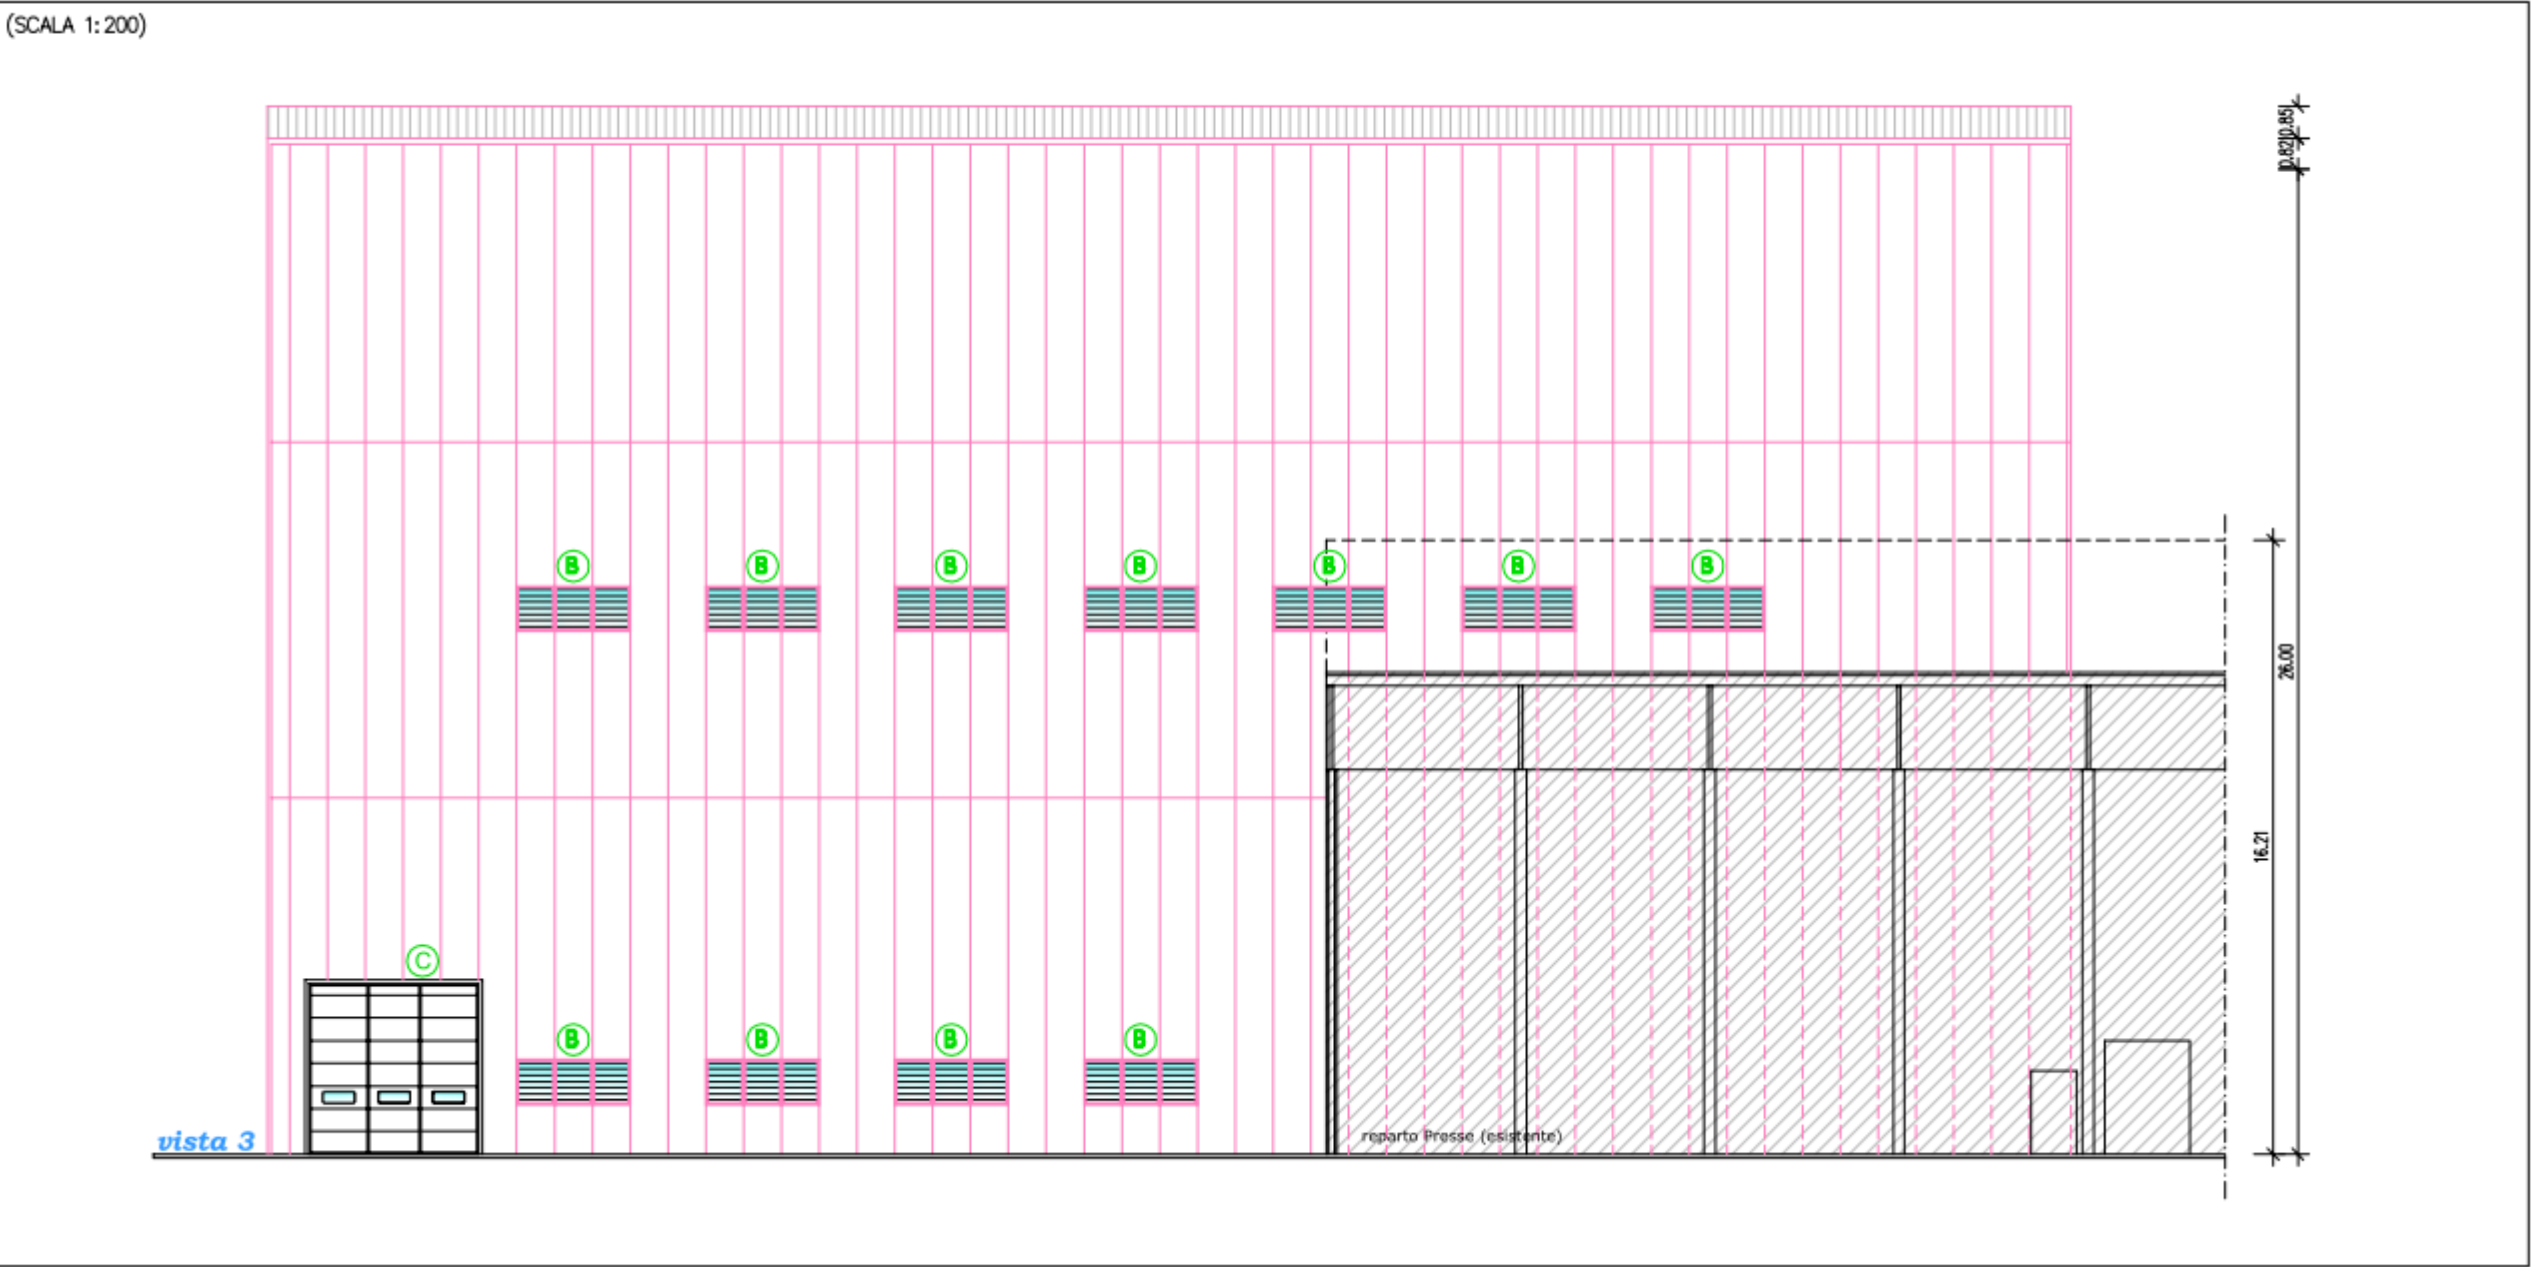 (SCALA 1:200)
0.85
0.82
B B B B B B B
26.00
16.21
C
B B B B
vista 3
reparto Presse (esistente)